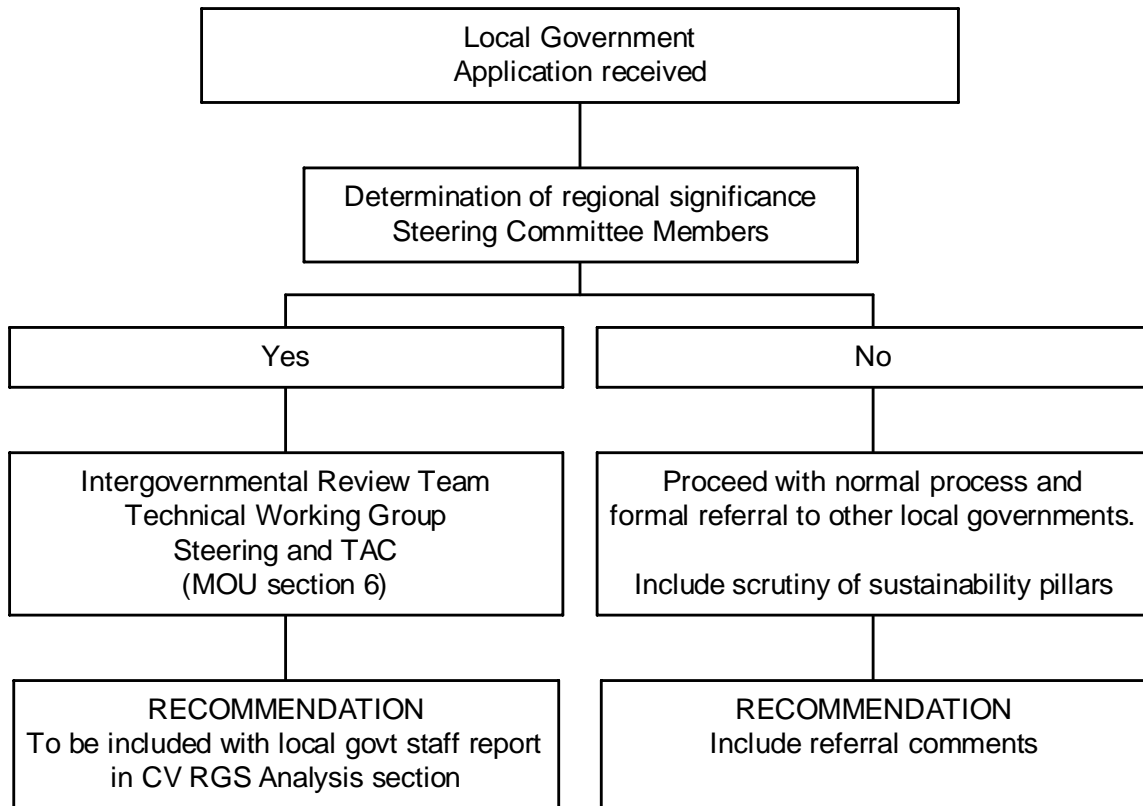 Local Government
Application received
Determination of regional significance
Steering Committee Members
Yes
No
Intergovernmental Review Team
Technical Working Group
Steering and TAC
(MOU section 6)
Proceed with normal process and
formal referral to other local governments.
Include scrutiny of sustainability pillars
RECOMMENDATION
To be included with local govt staff report
in CV RGS Analysis section
RECOMMENDATION
Include referral comments